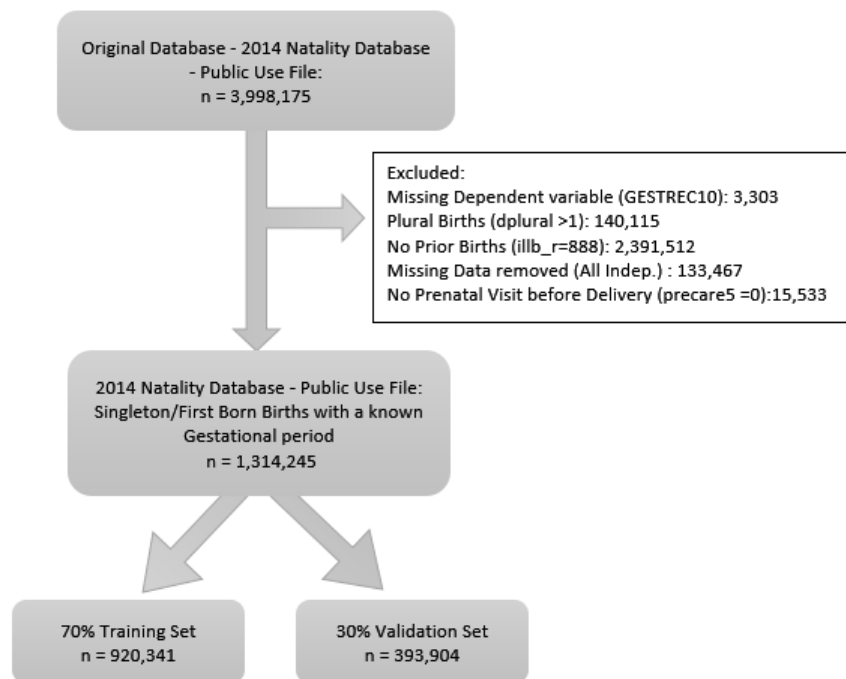 Original Database - 2014 Natality Database
- Public Use File:
n = 3,998,175
Excluded:
Missing Dependent variable (GESTREC10): 3,303
Plural Births (dplural >1): 140,115
No Prior Births (illb_r=888): 2,391,512
Missing Data removed (All Indep.) : 133,467
No Prenatal Visit before Delivery (precare5 =0):15,533
2014 Natality Database - Public Use File:
Singleton/First Born Births with a known
Gestational period
n = 1,314,245
70% Training Set
n = 920,341
30% Validation Set
n = 393,904